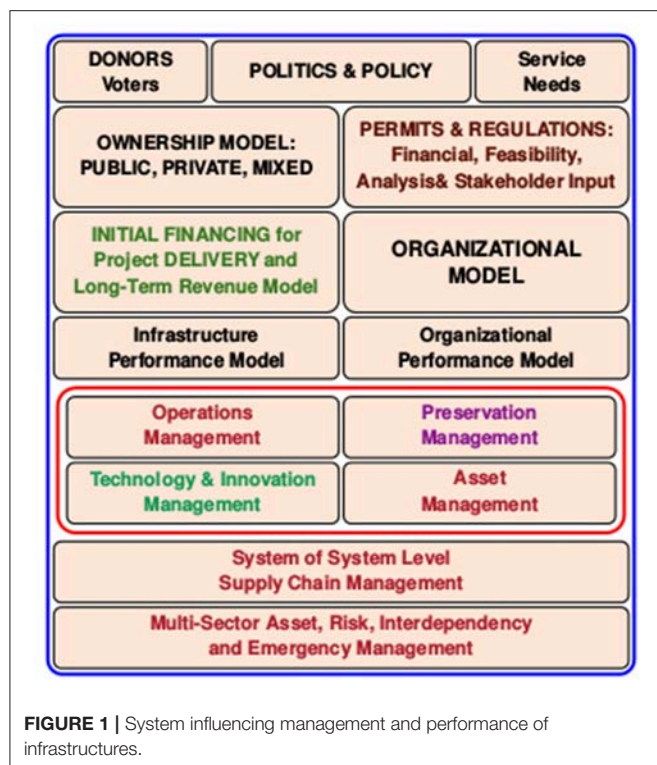 DONORS
Voters
POLITICS & POLICY
Service
Needs
OWNERSHIP MODEL:
PUBLIC, PRIVATE, MIXED
PERMITS & REGULATIONS:
Financial, Feasibility,
Analysis& Stakeholder Input
INITIAL FINANCING for
Project DELIVERY and
Long-Term Revenue Model
ORGANIZATIONAL
MODEL
Infrastructure
Performance Model
Organizational
Performance Model
Operations
Management
Preservation
Management
Technology & Innovation
Management
Asset
Management
System of System Level
Supply Chain Management
Multi-Sector Asset, Risk, Interdependency
and Emergency Management
FIGURE 1 | System influencing management and performance of
infrastructures.